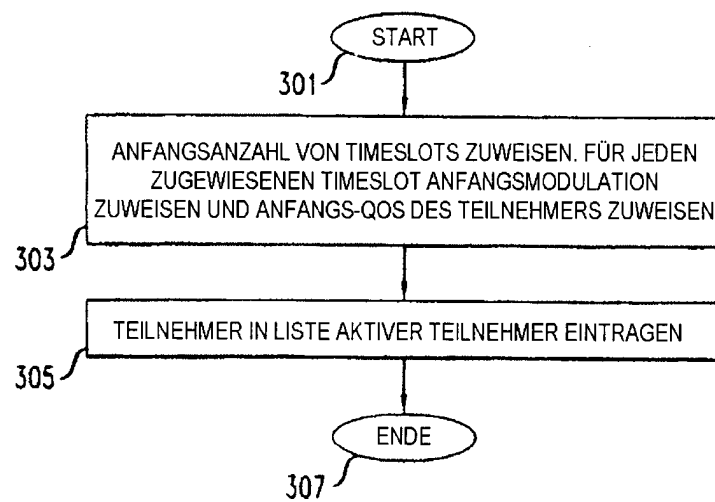 START
301
ANFANGSANZAHL VON TIMESLOTS ZUWEISEN. FÜR JEDEN
ZUGEWIESENEN TIMESLOT ANFANGSMODULATION
ZUWEISEN UND ANFANGS-QOS DES TEILNEHMERS ZUWEISEN
303
TEILNEHMER IN LISTE AKTIVER TEILNEHMER EINTRAGEN
305
ENDE
307